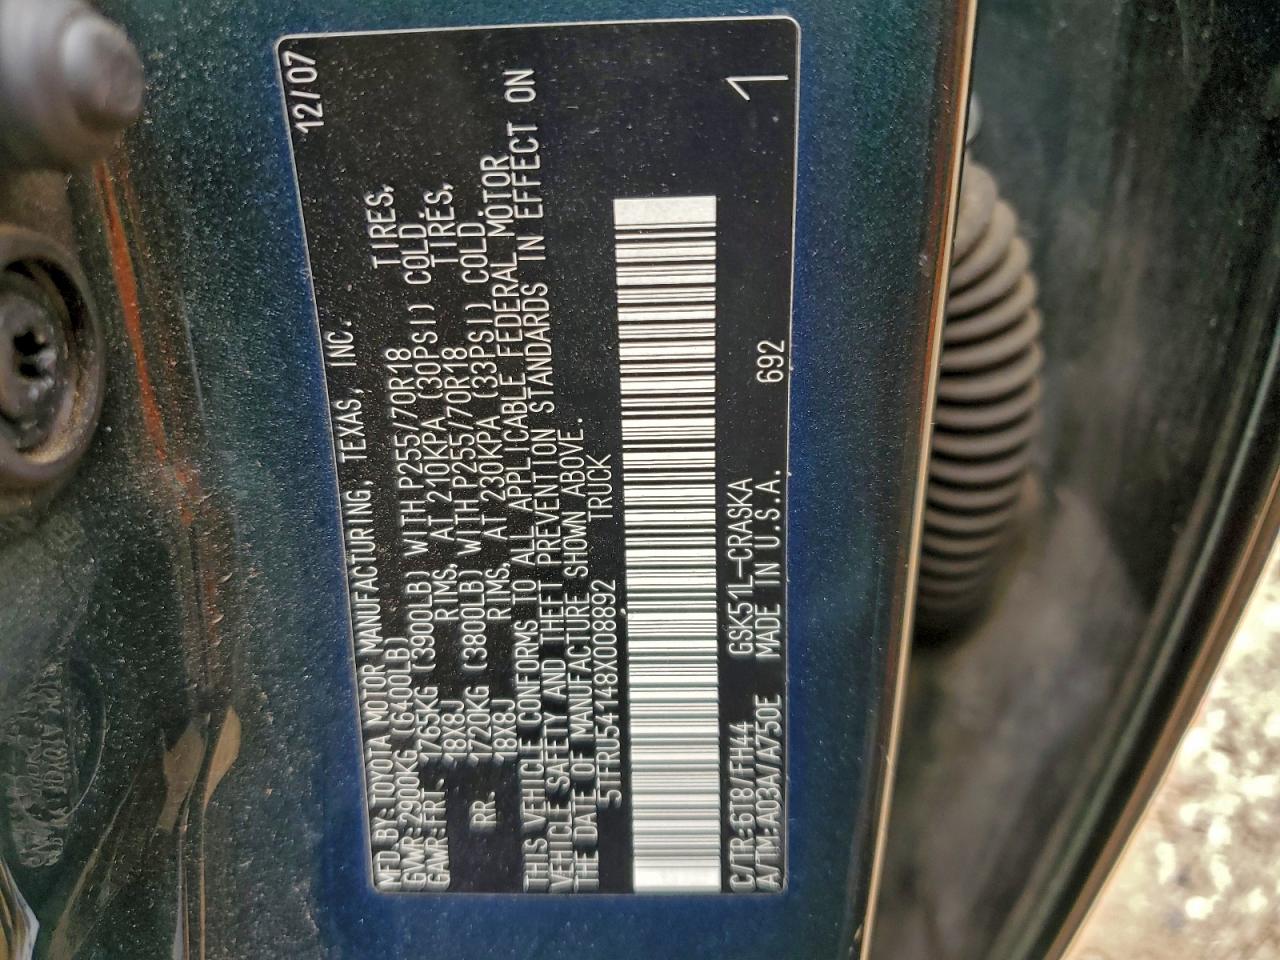 MFD.BY: TOYOTA MOTOR MANUFACTURING, TEXAS, INC. 12/07
GVWR: 2900KG (6400LB)
GAWR: FRT. 1765KG (3900LB) WITH P255/70R18 TIRES,
18X8J RIMS, AT 210KPA (30PSI) COLD.
RR. 1720KG (3800LB) WITH P255/70R18 TIRES,
18X8J RIMS, AT 230KPA (33PSI) COLD.
THIS VEHICLE CONFORMS TO ALL APPLICABLE FEDERAL MOTOR
VEHICLE SAFETY AND THEFT PREVENTION STANDARDS IN EFFECT ON
THE DATE OF MANUFACTURE SHOWN ABOVE.
5TFRU54148X008892 TRUCK
C/TR: 6T8/FH44 GSK51L-CRASKA 1
A/TM: A03A/A750E MADE IN U.S.A. 692